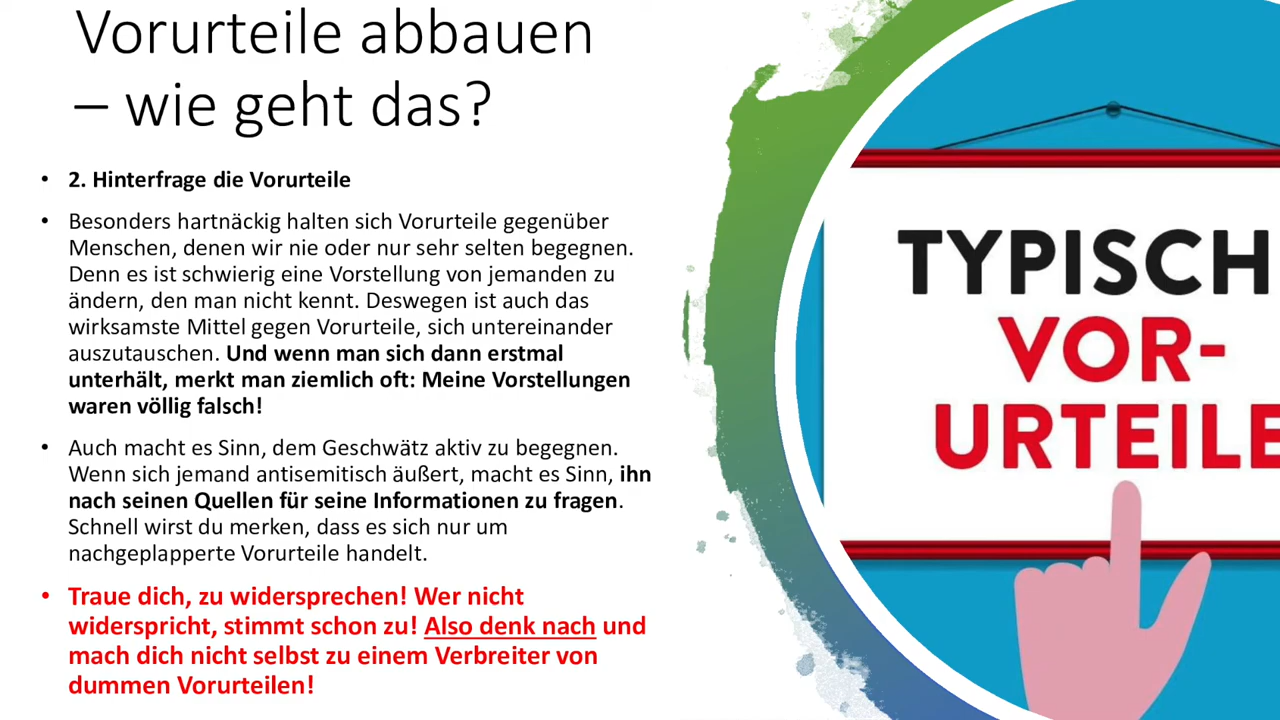 Vorurteile abbauen
– wie geht das?
• 2. Hinterfrage die Vorurteile
• Besonders hartnäckig halten sich Vorurteile gegenüber
Menschen, denen wir nie oder nur sehr selten begegnen.
Denn es ist schwierig eine Vorstellung von jemanden zu
ändern, den man nicht kennt. Deswegen ist auch das
wirksamste Mittel gegen Vorurteile, sich untereinander
auszutauschen. Und wenn man sich dann erstmal
unterhält, merkt man ziemlich oft: Meine Vorstellungen
waren völlig falsch!
• Auch macht es Sinn, dem Geschwätz aktiv zu begegnen.
Wenn sich jemand antisemitisch äußert, macht es Sinn, ihn
nach seinen Quellen für seine Informationen zu fragen.
Schnell wirst du merken, dass es sich nur um
nachgeplapperte Vorurteile handelt.
• Traue dich, zu widersprechen! Wer nicht
widerspricht, stimmt schon zu! Also denk nach und
mach dich nicht selbst zu einem Verbreiter von
dummen Vorurteilen!
TYPISCH
VOR-
URTEILE